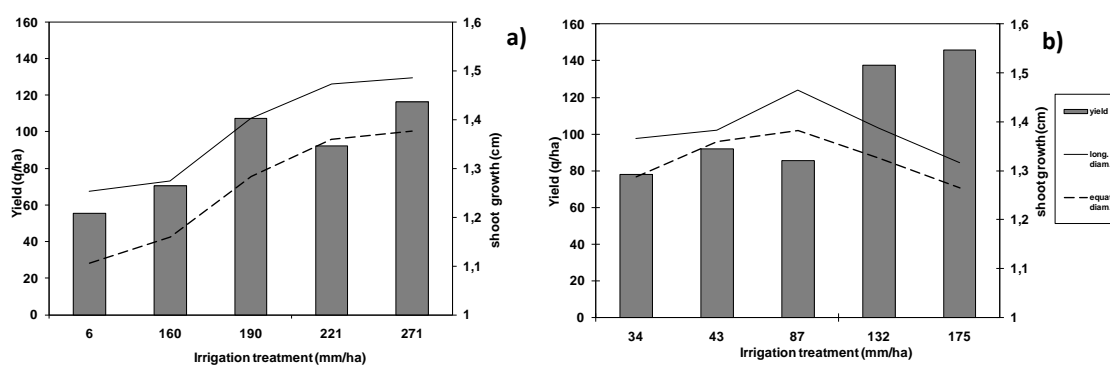 a)
Yield (q/ha)
160
140
120
100
80
60
40
20
0
1,6
1,5
1,4
1,3
1,2
1,1
1
shoot growth (cm)
6 160 190 221 271
Irrigation treatment (mm/ha)
b)
Yield (q/ha)
160
140
120
100
80
60
40
20
0
1,6
1,5
1,4
1,3
1,2
1,1
1
shoot growth (cm)
34 43 87 132 175
Irrigation treatment (mm/ha)
yield
long.
diam.
equat
diam.